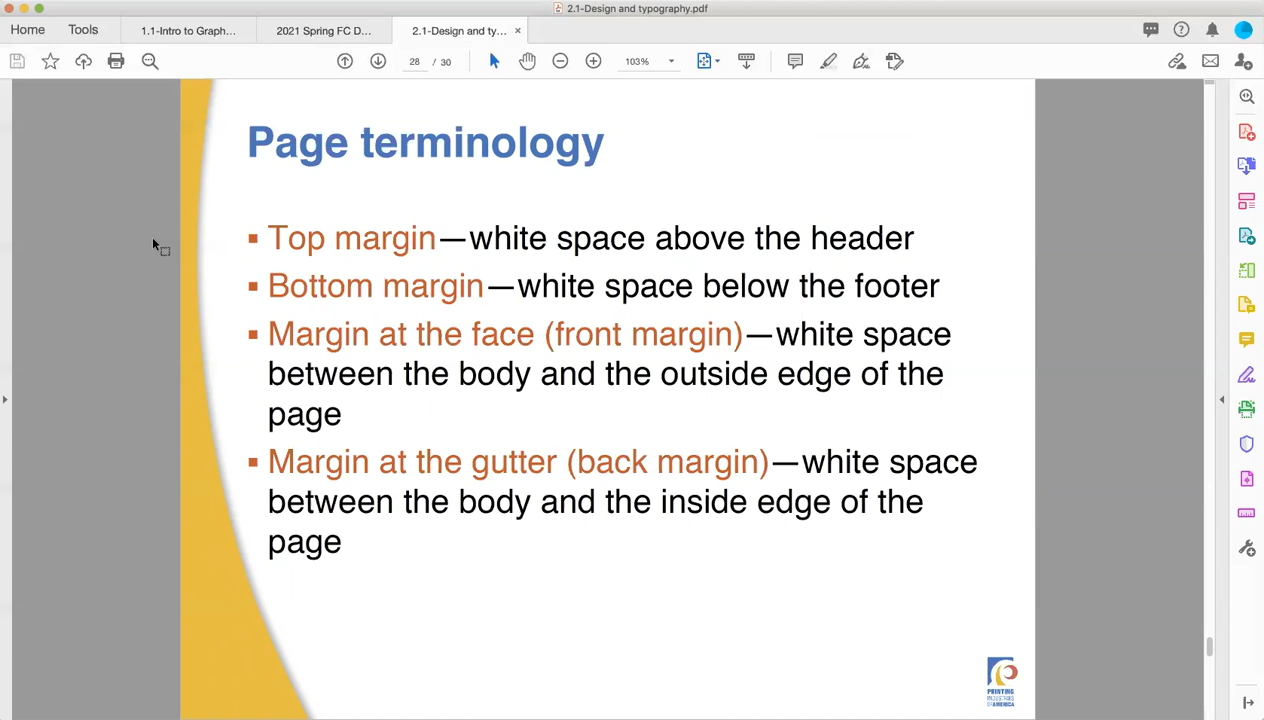 2.1-Design and typography.pdf
Home
Tools
1.1-Intro to Graph...
2021 Spring FC D...
2.1-Design and ty...
28 / 30
103%
Page terminology
▪ Top margin—white space above the header
▪ Bottom margin—white space below the footer
▪ Margin at the face (front margin)—white space
between the body and the outside edge of the
page
▪ Margin at the gutter (back margin)—white space
between the body and the inside edge of the
page
PRINTING
INDUSTRIES
OF AMERICA